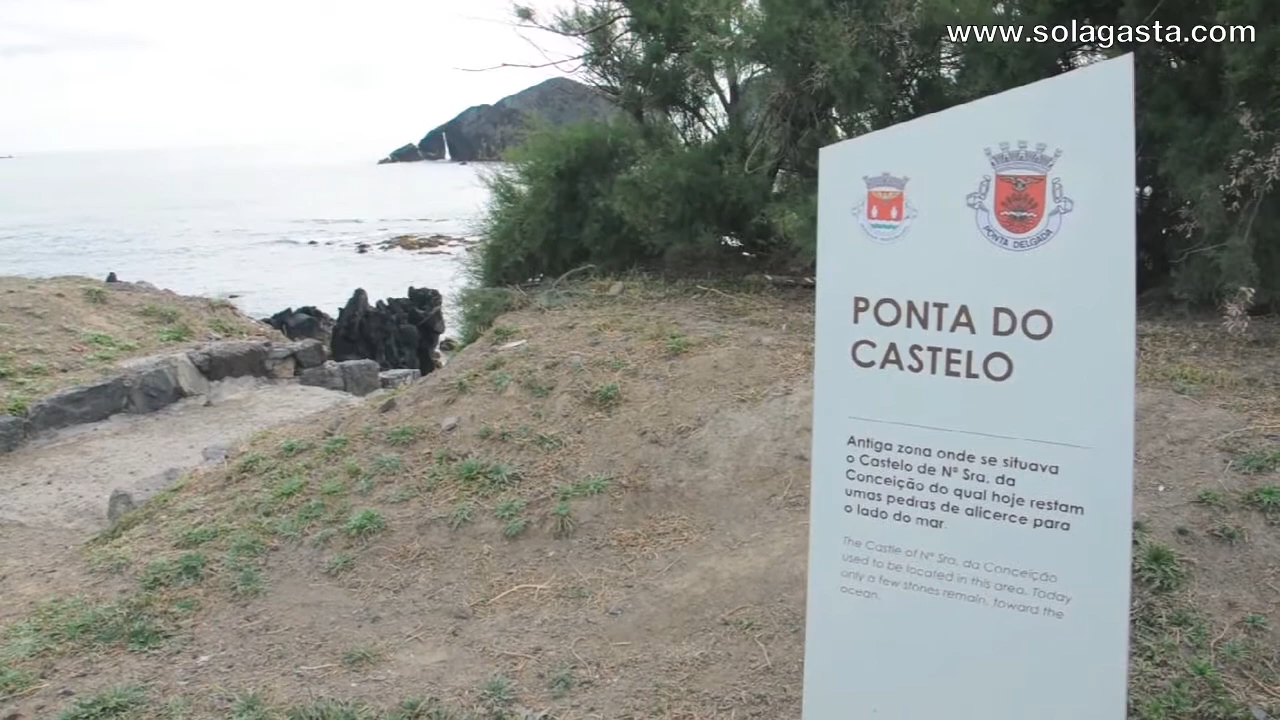 www.solagasta.com
PONTA DELGADA
PONTA DO
CASTELO
Antiga zona onde se situava
o Castelo de Nª Sra. da
Conceição do qual hoje restam
umas pedras de alicerce para
o lado do mar.
The Castle of Nª Sra. da Conceição
used to be located in this area. Today
only a few stones remain, toward the
ocean.